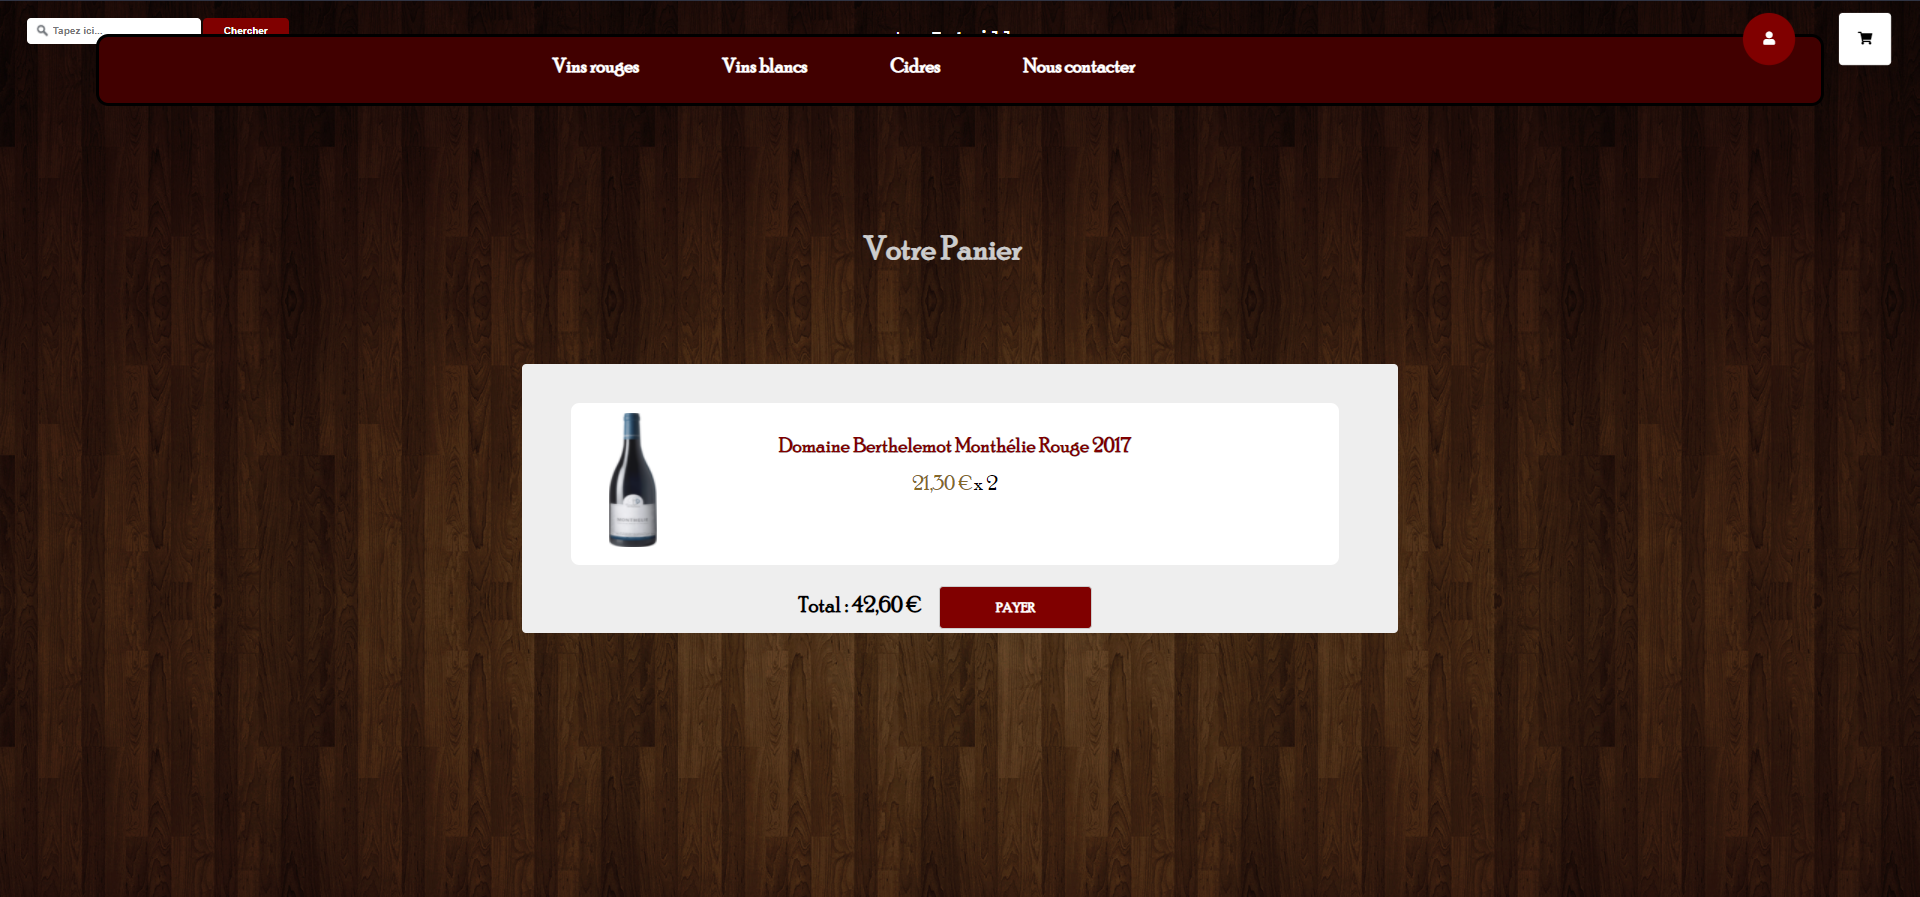 Tapez ici...
Chercher
Vins rouges
Vins blancs
Cidres
Nous contacter
Votre Panier
Domaine Berthelemot Monthélie Rouge 2017
21,30 € x 2
Total : 42,60 €
PAYER